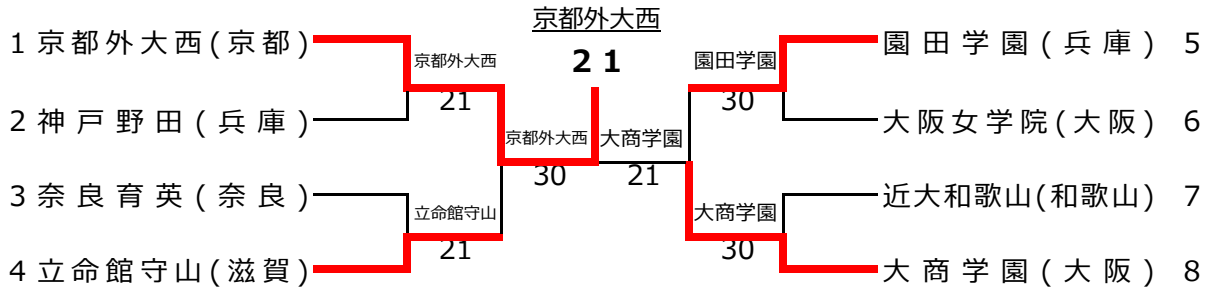 京都外大西
2 1
1 京都外大西(京都)
京都外大西
21
2 神戸野田(兵庫)
京都外大西
30
3 奈良育英(奈良)
立命館守山
21
4 立命館守山(滋賀)
園田学園(兵庫) 5
園田学園
30
大阪女学院(大阪) 6
大商学園
21
近大和歌山(和歌山) 7
大商学園
30
大商学園(大阪) 8